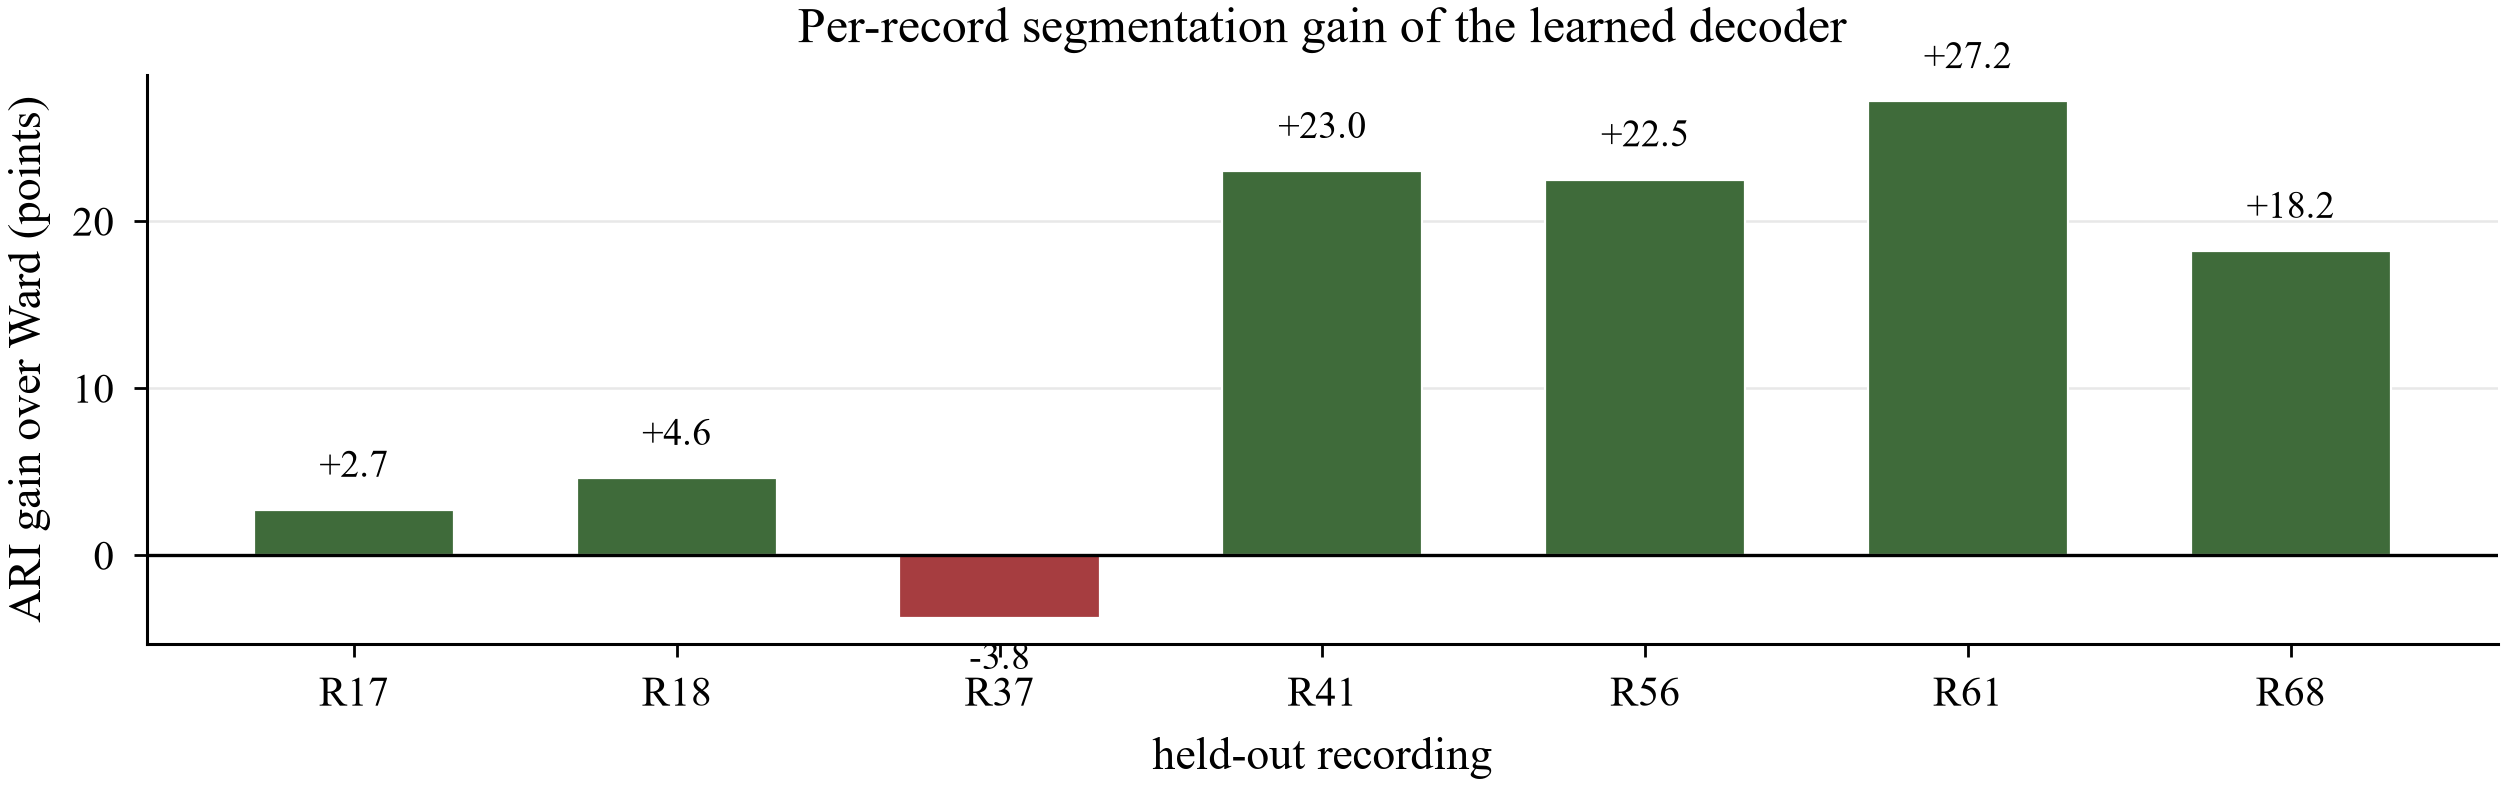 Per-record segmentation gain of the learned decoder
ARI gain over Ward (points)
20
10
0
+2.7
+4.6
-3.8
+23.0
+22.5
+27.2
+18.2
R17
R18
R37
R41
R56
R61
R68
held-out recording